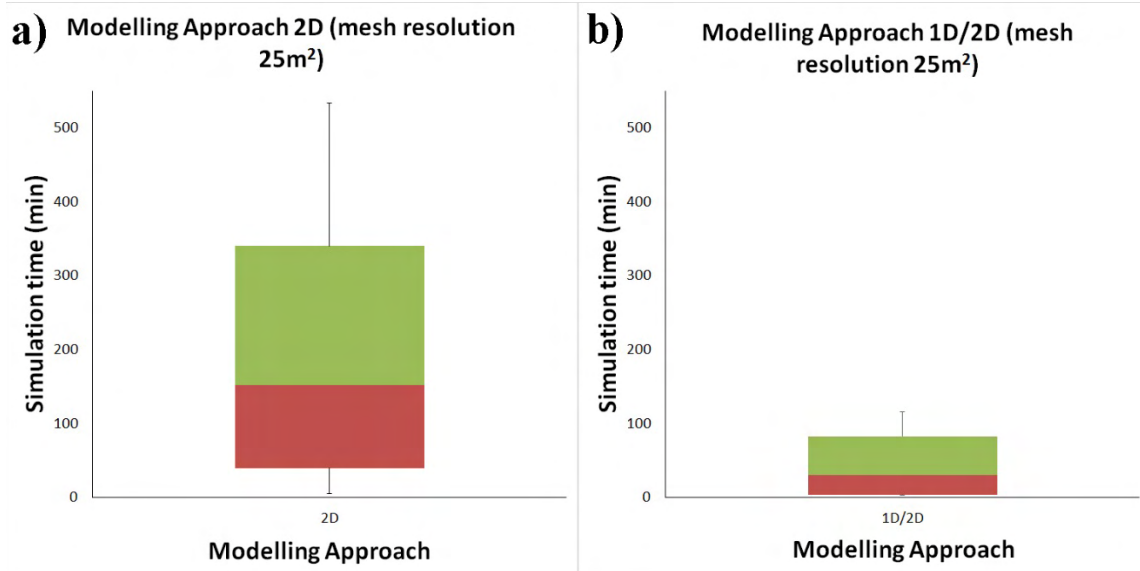 a)
Modelling Approach 2D (mesh resolution
25m²)
Simulation time (min)
500
400
300
200
100
0
2D
Modelling Approach
b)
Modelling Approach 1D/2D (mesh
resolution 25m²)
Simulation time (min)
500
400
300
200
100
0
1D/2D
Modelling Approach